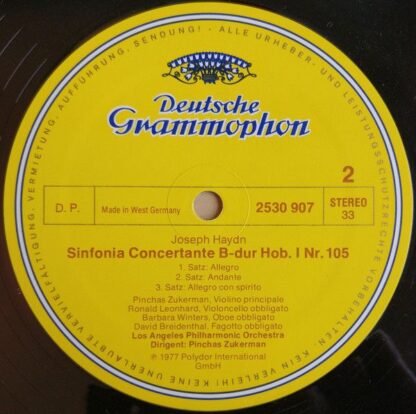 VERMIETUNG, AUFFÜHRUNG, SENDUNG! · ALLE URHEBER- UND LEISTUNGSSCHUTZRECHTE VORBEHALTEN · KEIN VERLEIH! · KEINE UNERLAUBTE VERVIELFÄLTIGUNG,
Deutsche
Grammophon
2
D. P.
Made in West Germany
2530 907
STEREO
33
Joseph Haydn
Sinfonia Concertante B-dur Hob. I Nr. 105
1. Satz: Allegro
2. Satz: Andante
3. Satz: Allegro con spirito
Pinchas Zukerman, Violino principale
Ronald Leonhard, Violoncello obbligato
Barbara Winters, Oboe obbligato
David Breidenthal, Fagotto obbligato
Los Angeles Philharmonic Orchestra
Dirigent: Pinchas Zukerman
℗ 1977 Polydor International
GmbH